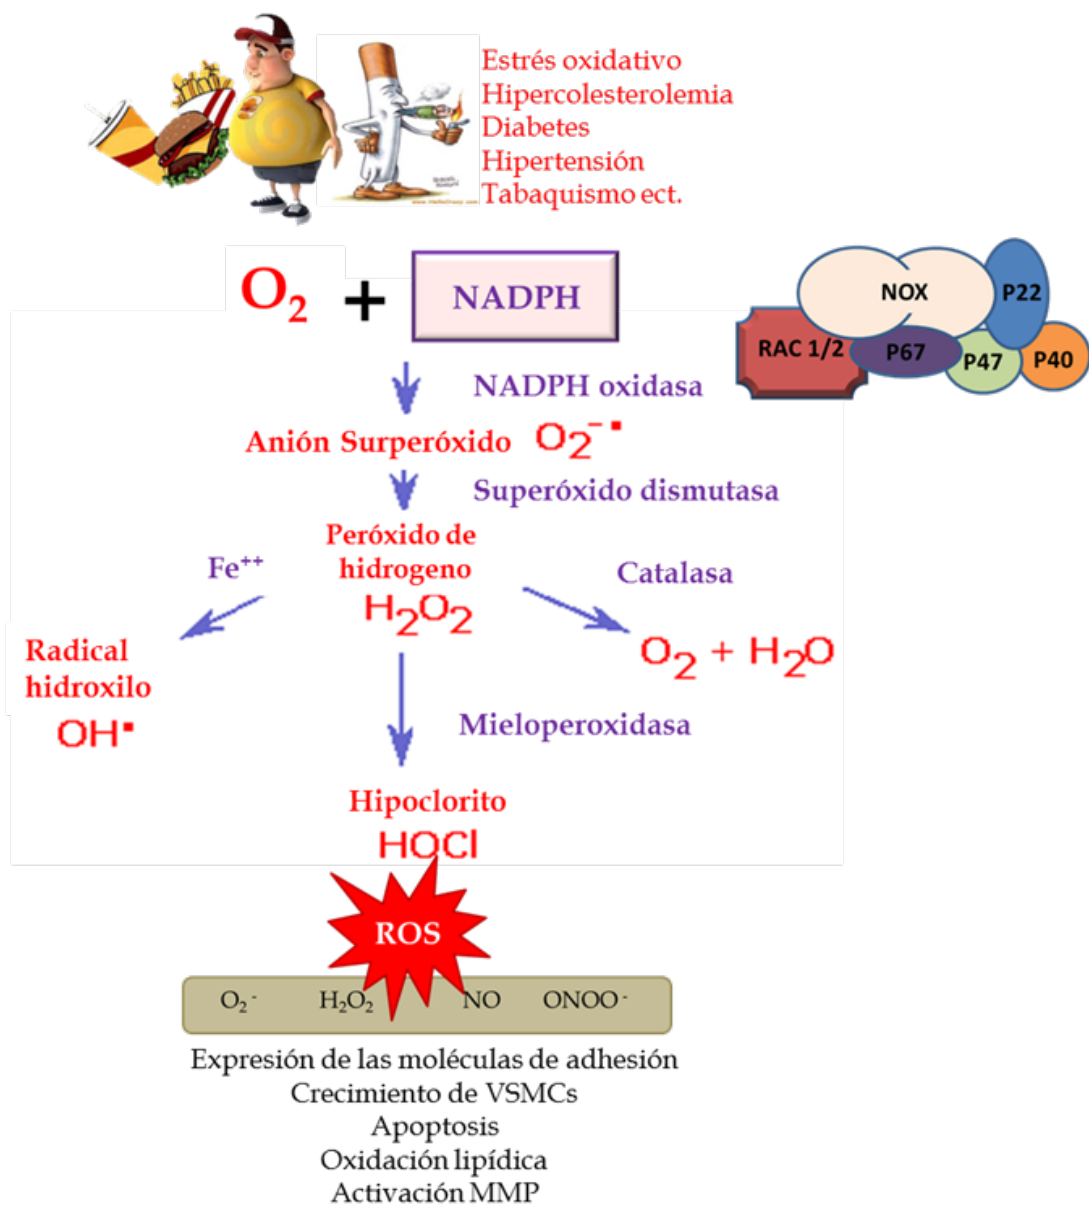 Estrés oxidativo
Hipercolesterolemia
Diabetes
Hipertensión
Tabaquismo ect.
O₂ + NADPH
NOX
P22
RAC 1/2
P67
P47
P40
NADPH oxidasa
Anión Surperóxido O₂⁻▪
Superóxido dismutasa
Peróxido de
hidrogeno
H₂O₂
Fe⁺⁺
Catalasa
Radical
hidroxilo
OH▪
O₂ + H₂O
Mieloperoxidasa
Hipoclorito
HOCl
ROS
O₂⁻ H₂O₂ NO ONOO⁻
Expresión de las moléculas de adhesión
Crecimiento de VSMCs
Apoptosis
Oxidación lipídica
Activación MMP